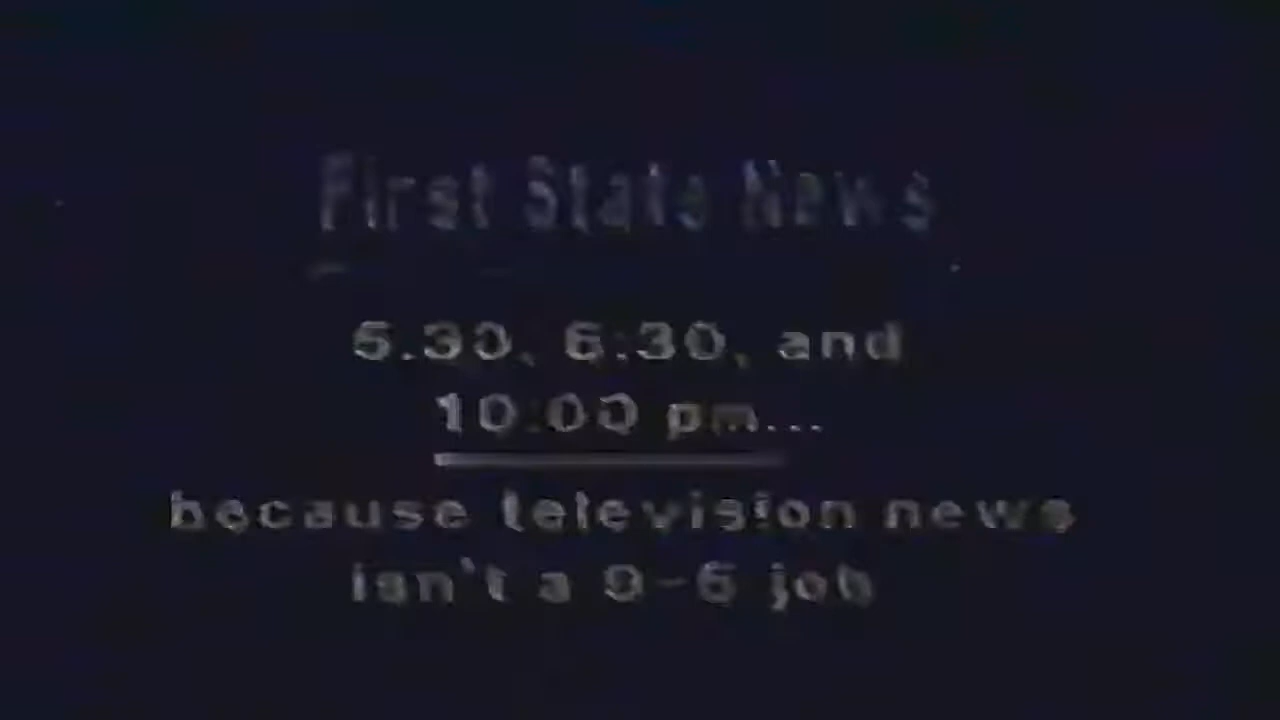 First State News
5:30, 6:30, and
10:00 pm...
because television news
isn't a 9-5 job